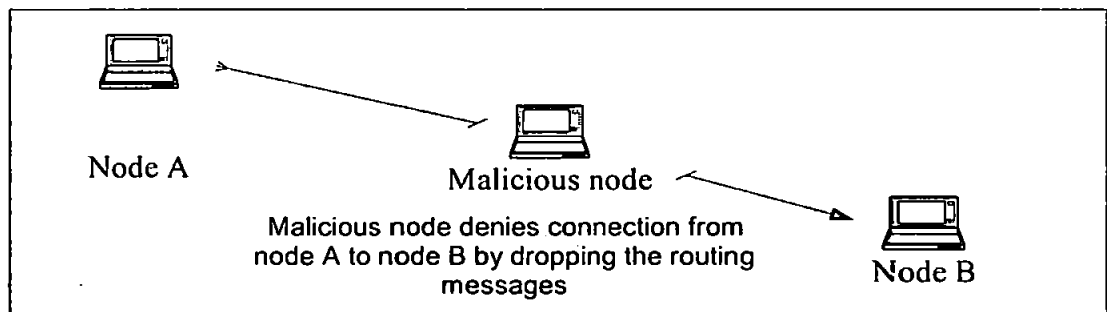 Node A
Malicious node
Malicious node denies connection from
node A to node B by dropping the routing
messages
Node B